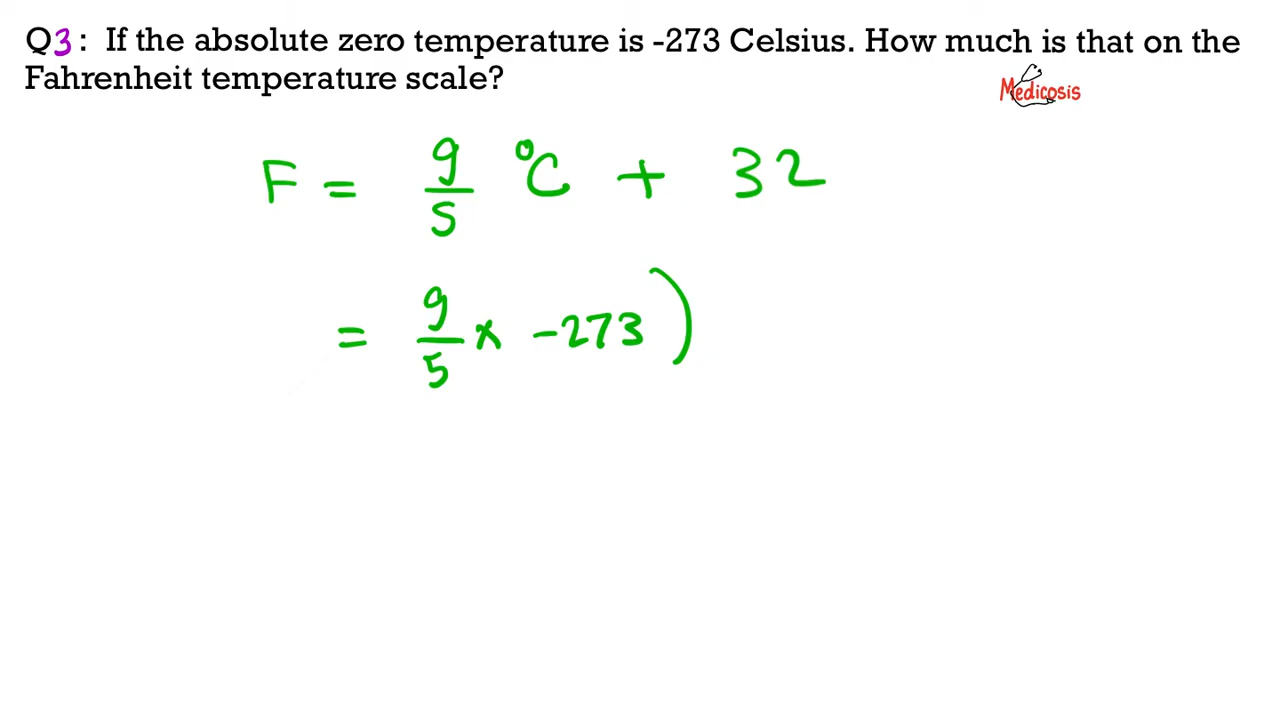 Q3: If the absolute zero temperature is -273 Celsius. How much is that on the
Fahrenheit temperature scale?
Medicosis
F = 9/5 °C + 32
= 9/5 x -273)